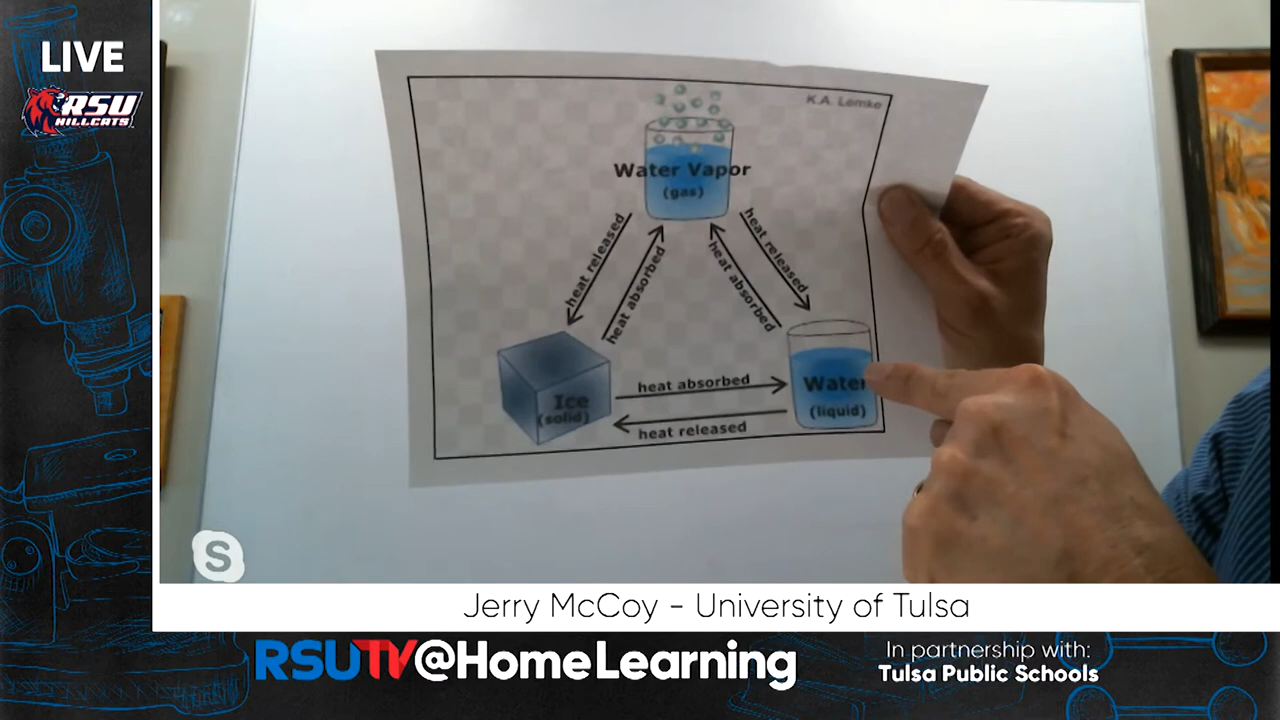 LIVE
RSU
HILLCATS
K.A. Lemke
Water Vapor
(gas)
heat released
heat absorbed
heat absorbed
heat released
Ice
(solid)
heat absorbed
heat released
Water
(liquid)
S
Jerry McCoy - University of Tulsa
RSUTV@HomeLearning
In partnership with:
Tulsa Public Schools